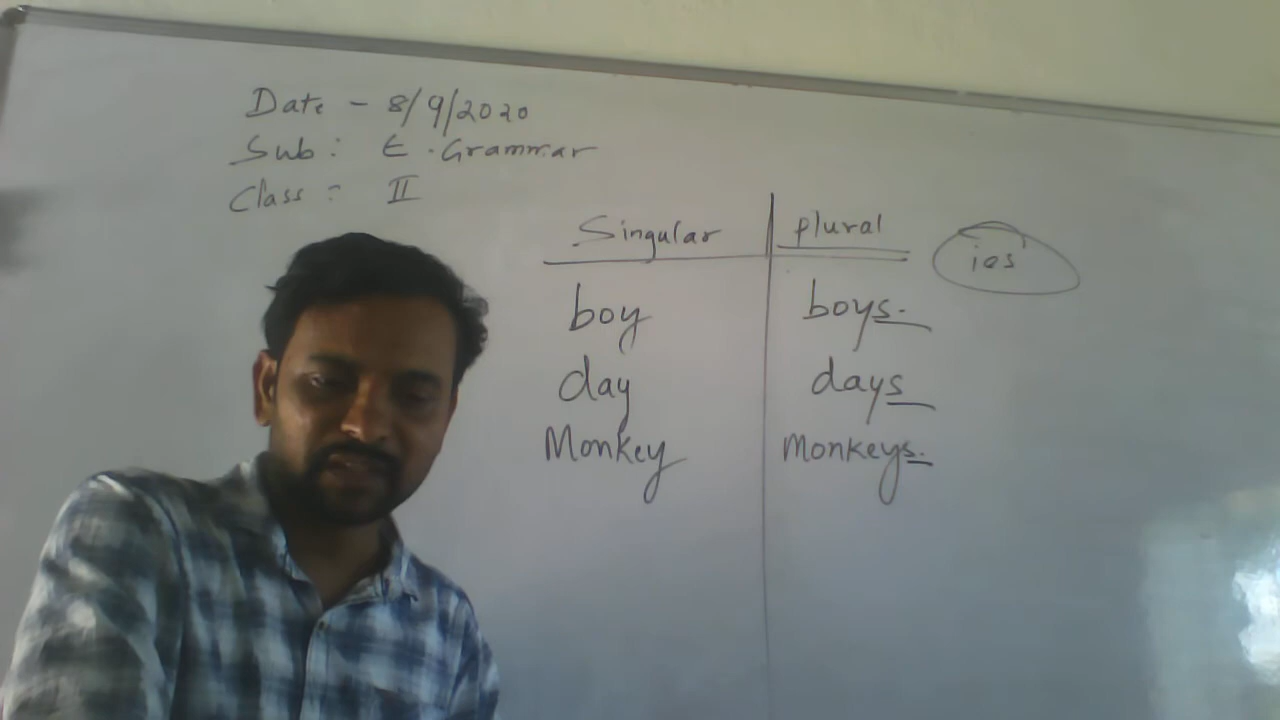 Date - 8/9/2020
Sub: E. Grammar
Class: II
Singular plural
ies
boy boys.
day days
Monkey Monkeys.